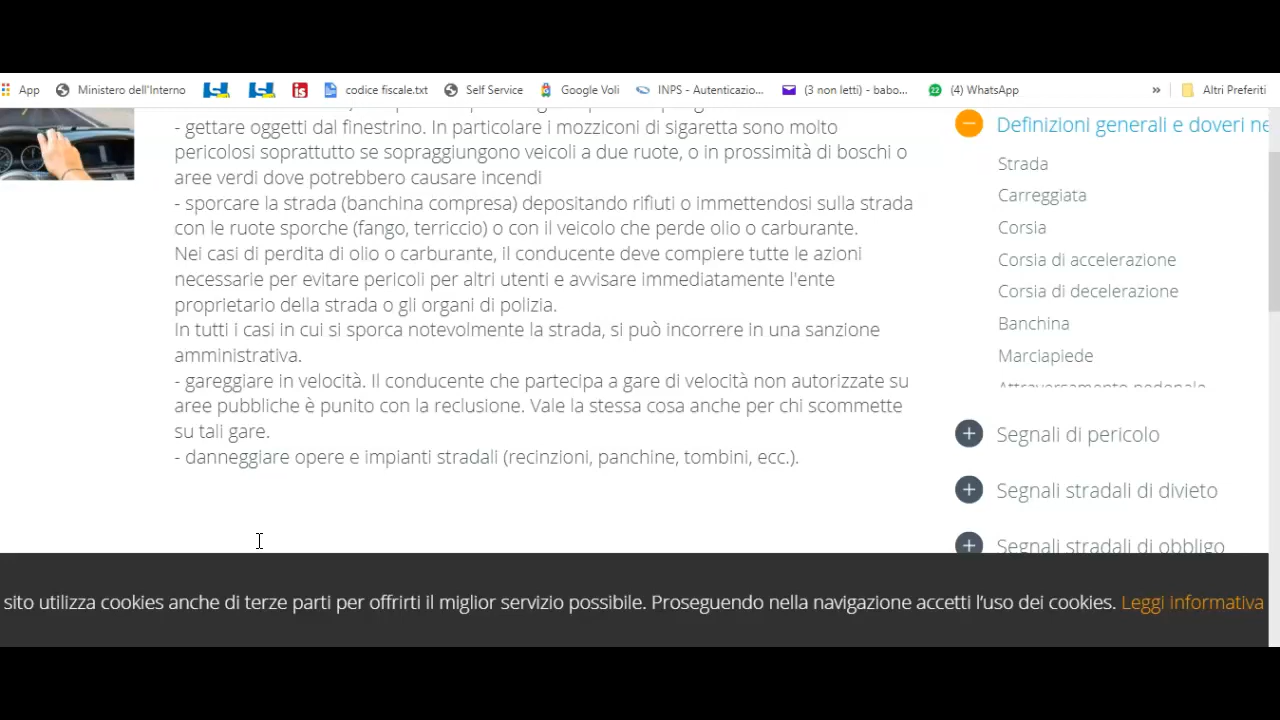 App Ministero dell'Interno is codice fiscale.txt Self Service Google Voli INPS - Autenticazio... (3 non letti) - babo... 22 (4) WhatsApp » Altri Preferiti
- gettare oggetti dal finestrino. In particolare i mozziconi di sigaretta sono molto
pericolosi soprattutto se sopraggiungono veicoli a due ruote, o in prossimità di boschi o
aree verdi dove potrebbero causare incendi
- sporcare la strada (banchina compresa) depositando rifiuti o immettendosi sulla strada
con le ruote sporche (fango, terriccio) o con il veicolo che perde olio o carburante.
Nei casi di perdita di olio o carburante, il conducente deve compiere tutte le azioni
necessarie per evitare pericoli per altri utenti e avvisare immediatamente l'ente
proprietario della strada o gli organi di polizia.
In tutti i casi in cui si sporca notevolmente la strada, si può incorrere in una sanzione
amministrativa.
- gareggiare in velocità. Il conducente che partecipa a gare di velocità non autorizzate su
aree pubbliche è punito con la reclusione. Vale la stessa cosa anche per chi scommette
su tali gare.
- danneggiare opere e impianti stradali (recinzioni, panchine, tombini, ecc.).
Definizioni generali e doveri ne
Strada
Carreggiata
Corsia
Corsia di accelerazione
Corsia di decelerazione
Banchina
Marciapiede
Attraversamento pedonale
Segnali di pericolo
Segnali stradali di divieto
Segnali stradali di obbligo
sito utilizza cookies anche di terze parti per offrirti il miglior servizio possibile. Proseguendo nella navigazione accetti l'uso dei cookies. Leggi informativa